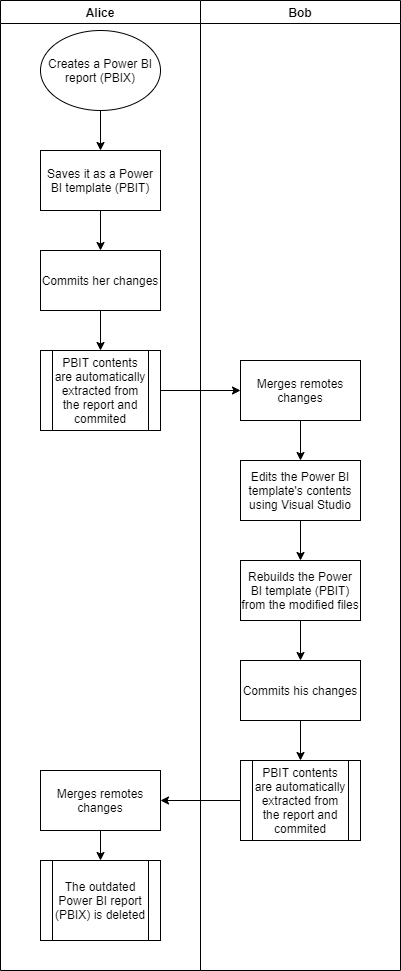 Alice
Bob
Creates a Power BI
report (PBIX)
Saves it as a Power
BI template (PBIT)
Commits her changes
PBIT contents
are automatically
extracted from
the report and
commited
Merges remotes
changes
Edits the Power BI
template's contents
using Visual Studio
Rebuilds the Power
BI template (PBIT)
from the modified files
Commits his changes
PBIT contents
are automatically
extracted from
the report and
commited
Merges remotes
changes
The outdated
Power BI report
(PBIX) is deleted